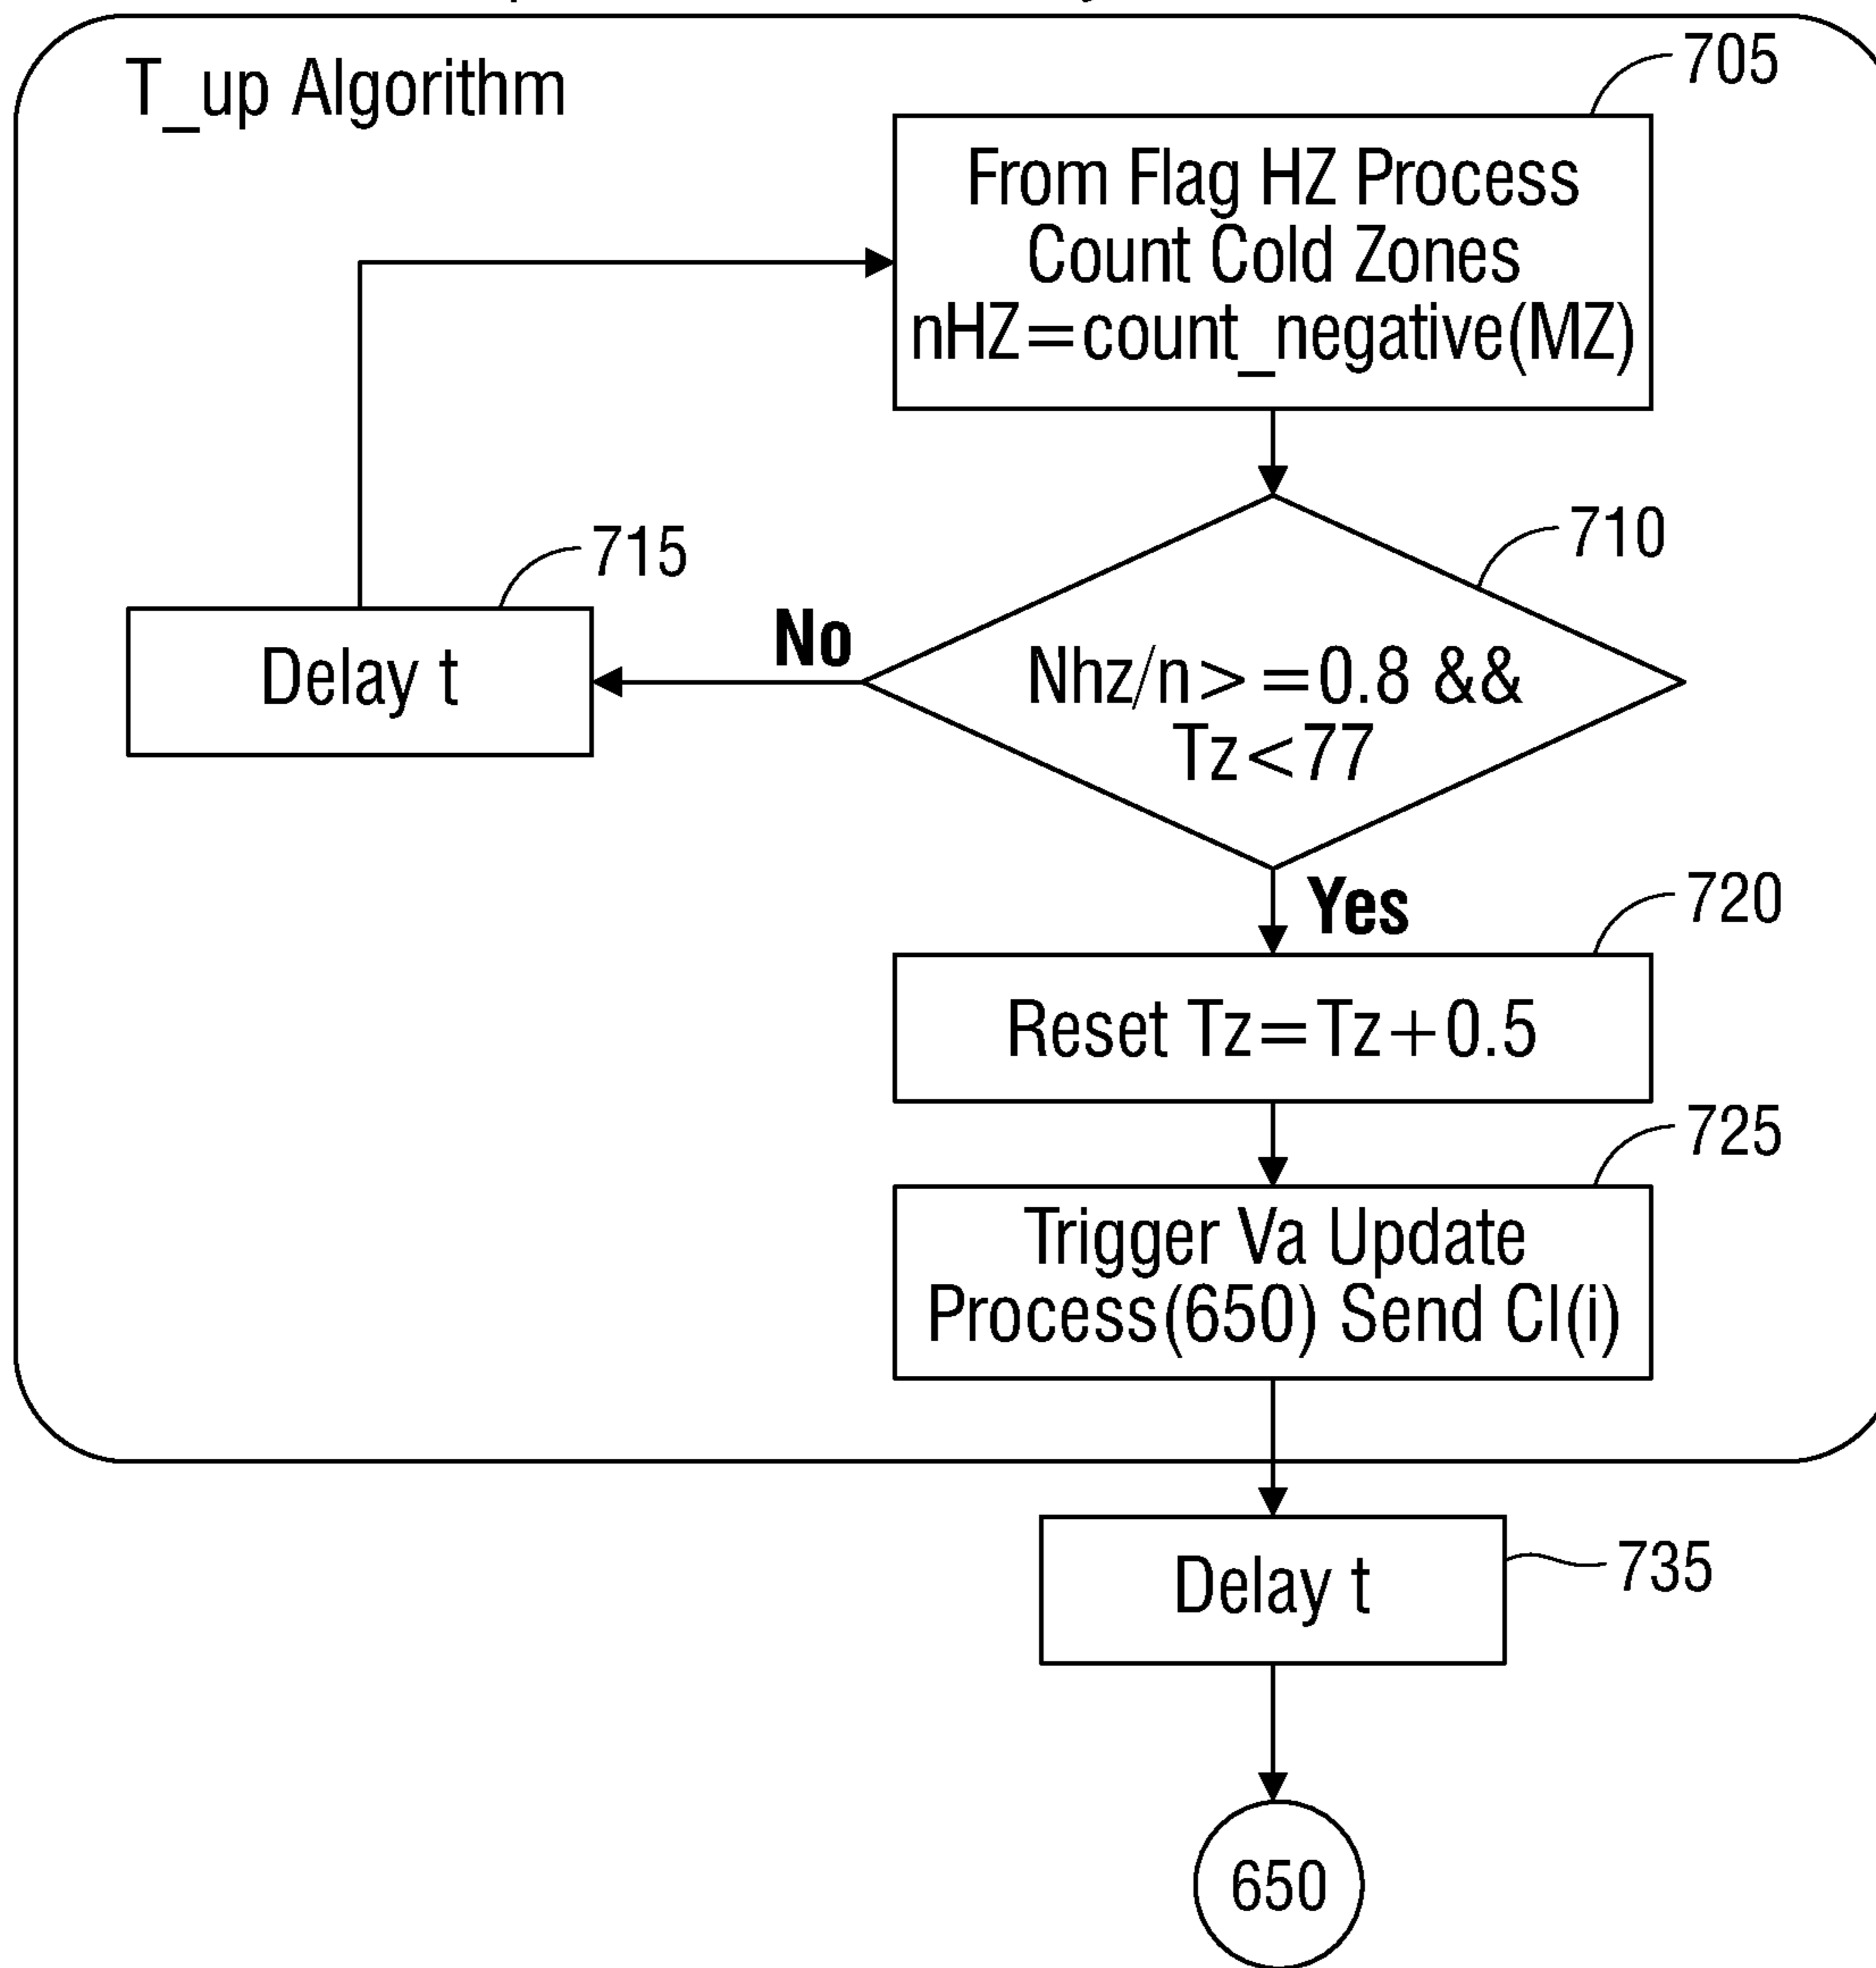 T_up Algorithm
705
From Flag HZ Process
Count Cold Zones
nHZ=count_negative(MZ)
710
715
No
Delay t
Nhz/n>=0.8 &&
Tz<77
Yes
720
Reset Tz=Tz+0.5
725
Trigger Va Update
Process(650) Send CI(i)
Delay t
735
650